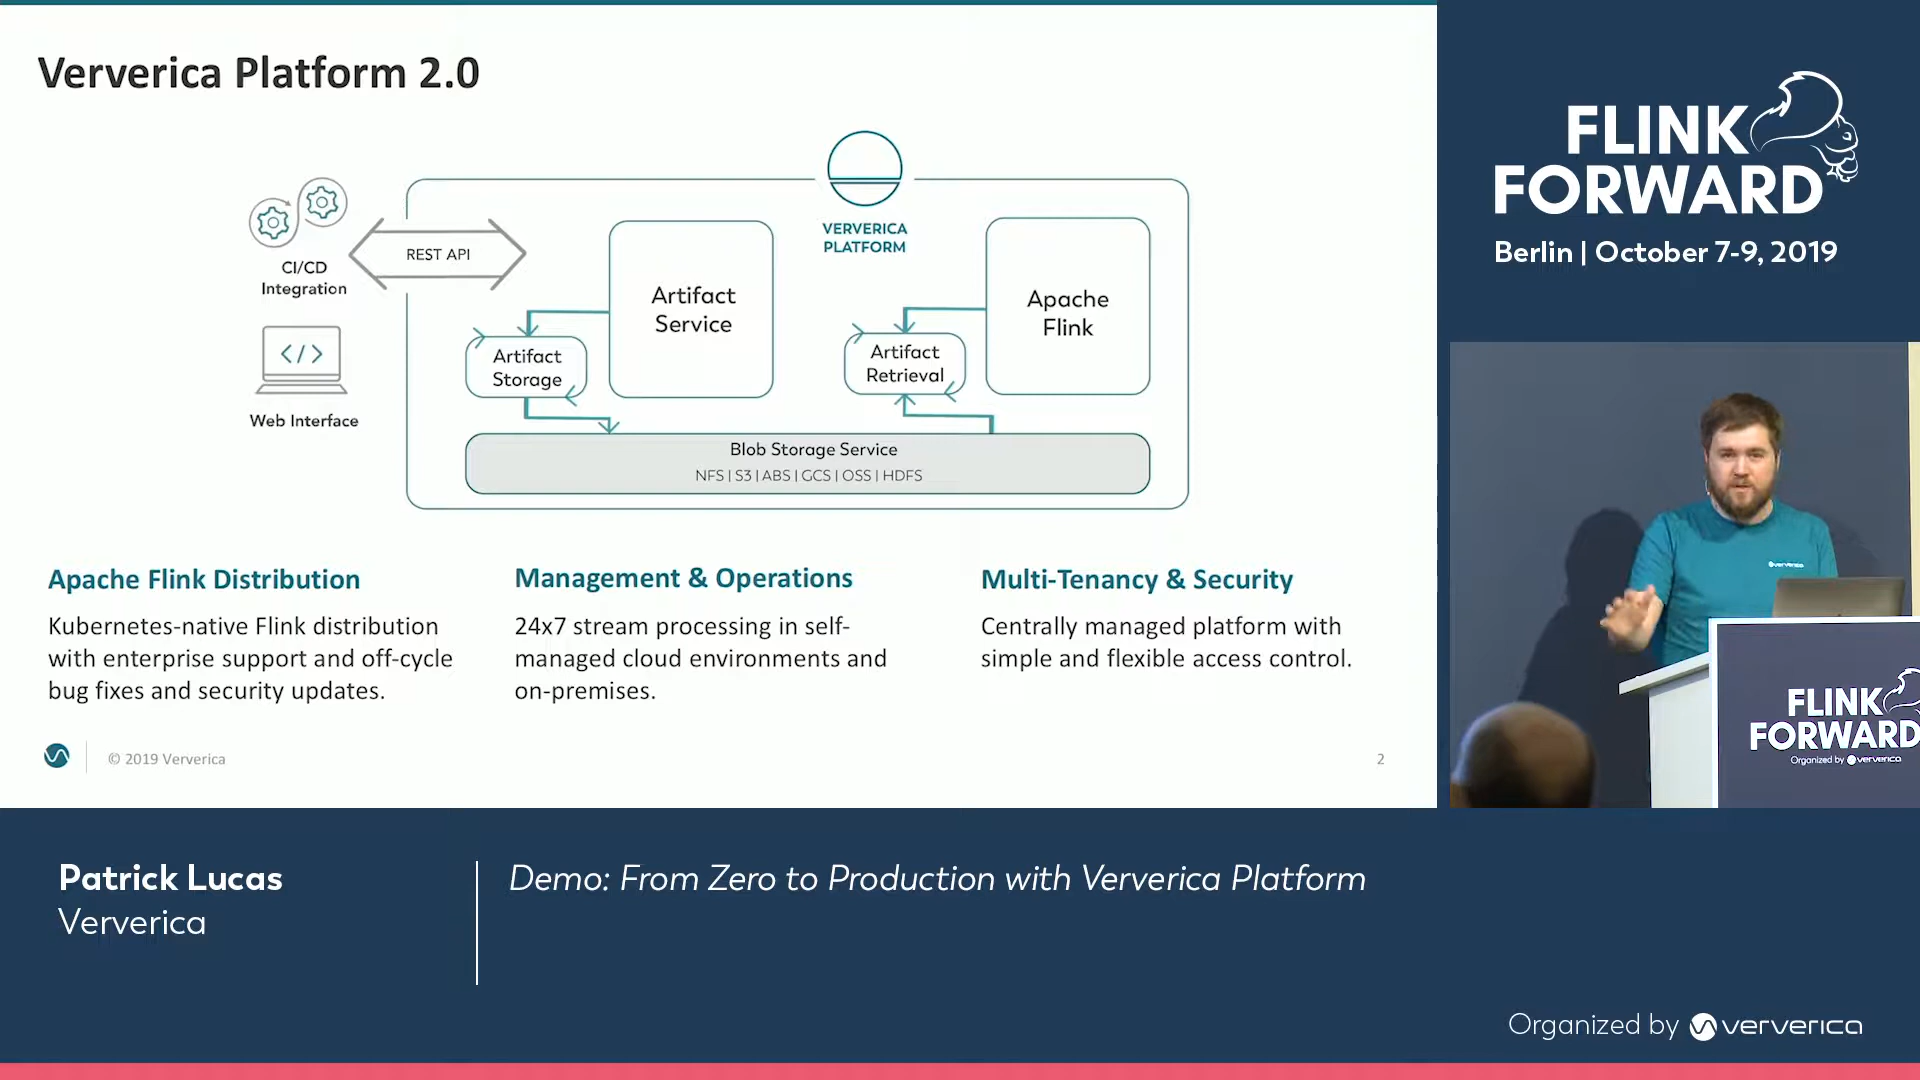 Ververica Platform 2.0
CI/CD
Integration
REST API
Web Interface
Artifact
Service
VERVERICA
PLATFORM
Apache
Flink
Artifact
Storage
Artifact
Retrieval
Blob Storage Service
NFS | S3 | ABS | GCS | OSS | HDFS
Apache Flink Distribution
Kubernetes-native Flink distribution
with enterprise support and off-cycle
bug fixes and security updates.
Management & Operations
24x7 stream processing in self-
managed cloud environments and
on-premises.
Multi-Tenancy & Security
Centrally managed platform with
simple and flexible access control.
© 2019 Ververica
2
FLINK
FORWARD
Berlin | October 7-9, 2019
ververica
FLINK
FORWARD
Organized by ververica
Patrick Lucas
Ververica
Demo: From Zero to Production with Ververica Platform
Organized by ververica